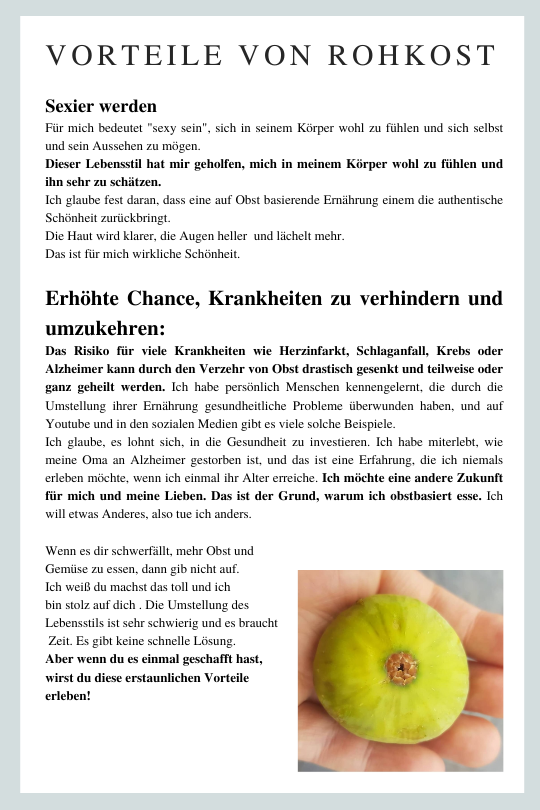 VORTEILE VON ROHKOST
Sexier werden
Für mich bedeutet "sexy sein", sich in seinem Körper wohl zu fühlen und sich selbst
und sein Aussehen zu mögen.
Dieser Lebensstil hat mir geholfen, mich in meinem Körper wohl zu fühlen und
ihn sehr zu schätzen.
Ich glaube fest daran, dass eine auf Obst basierende Ernährung einem die authentische
Schönheit zurückbringt.
Die Haut wird klarer, die Augen heller  und lächelt mehr.
Das ist für mich wirkliche Schönheit.
Erhöhte Chance, Krankheiten zu verhindern und
umzukehren:
Das Risiko für viele Krankheiten wie Herzinfarkt, Schlaganfall, Krebs oder
Alzheimer kann durch den Verzehr von Obst drastisch gesenkt und teilweise oder
ganz geheilt werden. Ich habe persönlich Menschen kennengelernt, die durch die
Umstellung ihrer Ernährung gesundheitliche Probleme überwunden haben, und auf
Youtube und in den sozialen Medien gibt es viele solche Beispiele.
Ich glaube, es lohnt sich, in die Gesundheit zu investieren. Ich habe miterlebt, wie
meine Oma an Alzheimer gestorben ist, und das ist eine Erfahrung, die ich niemals
erleben möchte, wenn ich einmal ihr Alter erreiche. Ich möchte eine andere Zukunft
für mich und meine Lieben. Das ist der Grund, warum ich obstbasiert esse. Ich
will etwas Anderes, also tue ich anders.
Wenn es dir schwerfällt, mehr Obst und
Gemüse zu essen, dann gib nicht auf.
Ich weiß du machst das toll und ich
bin stolz auf dich . Die Umstellung des
Lebensstils ist sehr schwierig und es braucht
Zeit. Es gibt keine schnelle Lösung.
Aber wenn du es einmal geschafft hast,
wirst du diese erstaunlichen Vorteile
erleben!